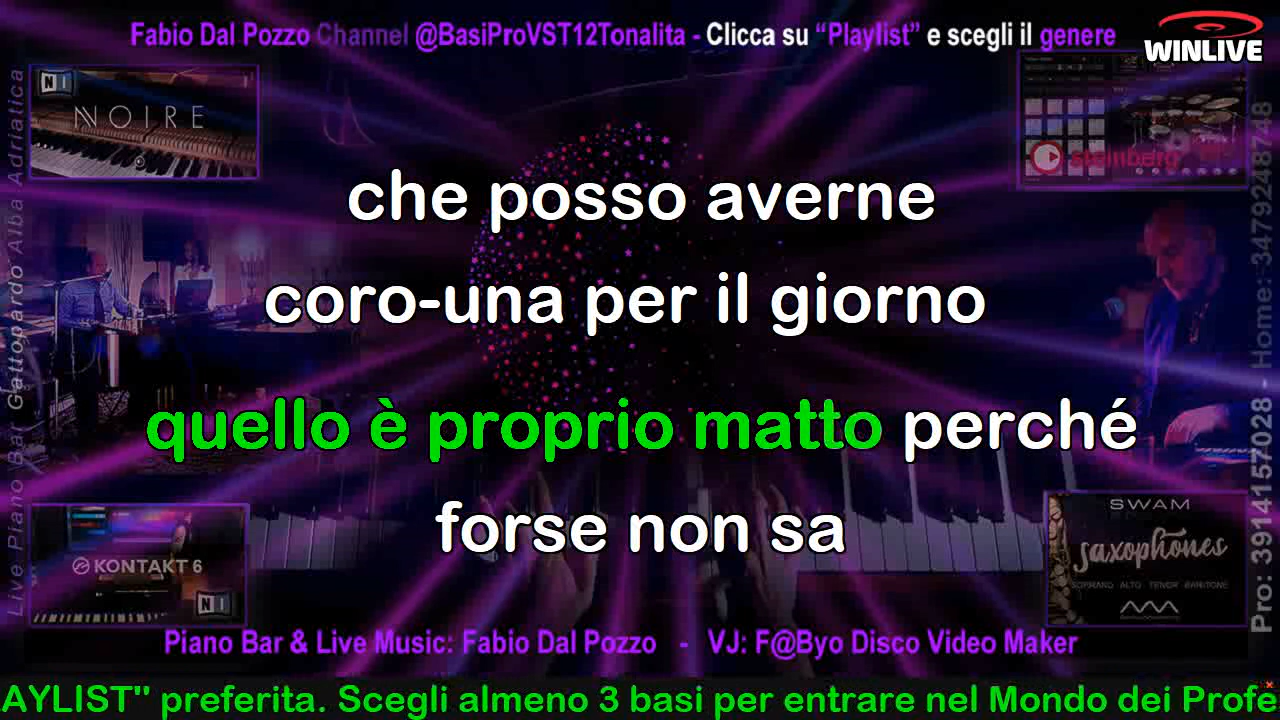 Fabio Dal Pozzo Channel @BasiProVST12Tonalita - Clicca su “Playlist” e scegli il genere
WINLIVE
NI
NOIRE
steinberg
che posso averne
coro-una per il giorno
quello è proprio matto perché
forse non sa
Live Piano Bar Gattopardo Alba Adriatica
Pro: 3914157028 - Home: 3479248748
KONTAKT 6
NI
SWAM
saxophones
SOPRANO ALTO TENOR BARITONE
Piano Bar & Live Music: Fabio Dal Pozzo - VJ: F@Byo Disco Video Maker
AYLIST" preferita. Scegli almeno 3 basi per entrare nel Mondo dei Profe